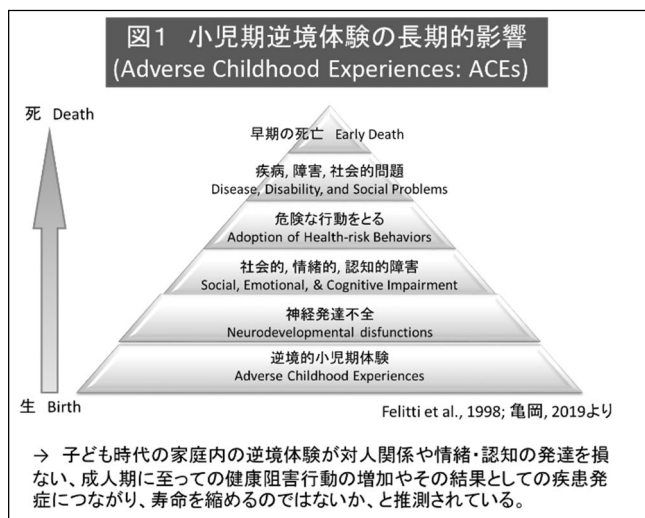 図1 小児期逆境体験の長期的影響
(Adverse Childhood Experiences: ACEs)
死 Death
早期の死亡 Early Death
疾病, 障害, 社会的問題
Disease, Disability, and Social Problems
危険な行動をとる
Adoption of Health-risk Behaviors
社会的, 情緒的, 認知的障害
Social, Emotional, & Cognitive Impairment
神経発達不全
Neurodevelopmental disfunctions
逆境的小児期体験
Adverse Childhood Experiences
生 Birth
Felitti et al., 1998; 亀岡, 2019より
→ 子ども時代の家庭内の逆境体験が対人関係や情緒・認知の発達を損
ない、成人期に至っての健康阻害行動の増加やその結果としての疾患発
症につながり、寿命を縮めるのではないか、と推測されている。